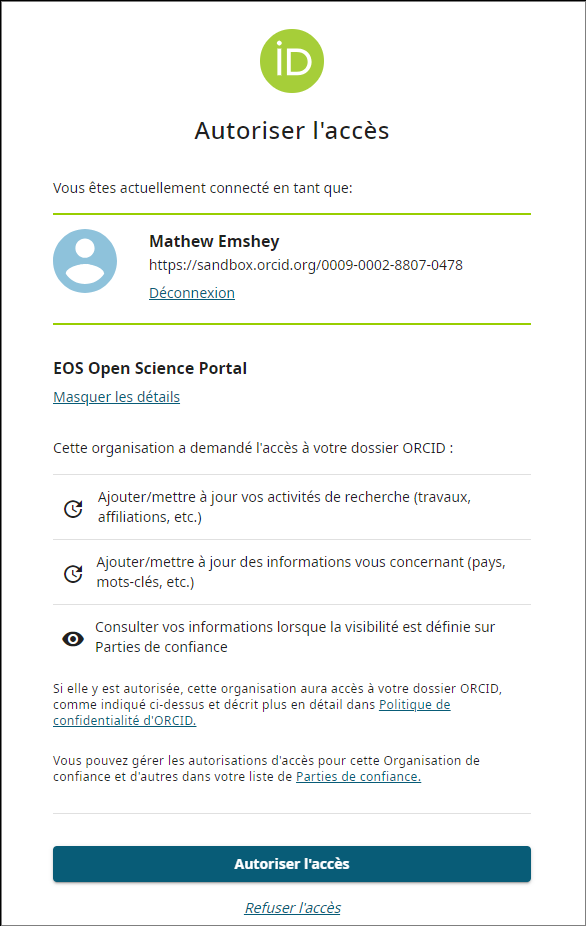 iD
Autoriser l'accès
Vous êtes actuellement connecté en tant que:
Mathew Emshey
https://sandbox.orcid.org/0009-0002-8807-0478
Déconnexion
EOS Open Science Portal
Masquer les détails
Cette organisation a demandé l'accès à votre dossier ORCID :
Ajouter/mettre à jour vos activités de recherche (travaux,
affiliations, etc.)
Ajouter/mettre à jour des informations vous concernant (pays,
mots-clés, etc.)
Consulter vos informations lorsque la visibilité est définie sur
Parties de confiance
Si elle y est autorisée, cette organisation aura accès à votre dossier ORCID,
comme indiqué ci-dessus et décrit plus en détail dans Politique de
confidentialité d'ORCID.
Vous pouvez gérer les autorisations d'accès pour cette Organisation de
confiance et d'autres dans votre liste de Parties de confiance.
Autoriser l'accès
Refuser l'accès